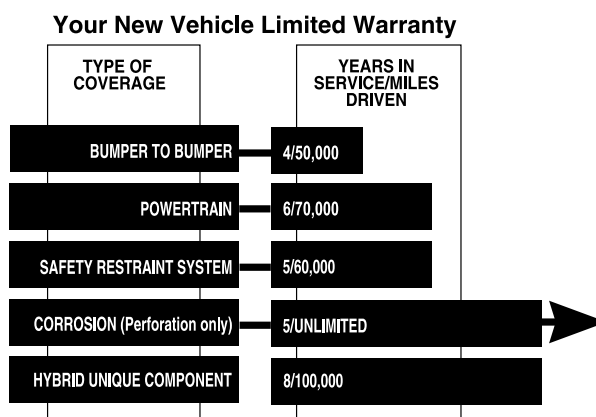 Your New Vehicle Limited Warranty
TYPE OF
COVERAGE
YEARS IN
SERVICE/MILES
DRIVEN
BUMPER TO BUMPER
4/50,000
POWERTRAIN
6/70,000
SAFETY RESTRAINT SYSTEM
5/60,000
CORROSION (Perforation only)
5/UNLIMITED
HYBRID UNIQUE COMPONENT
8/100,000